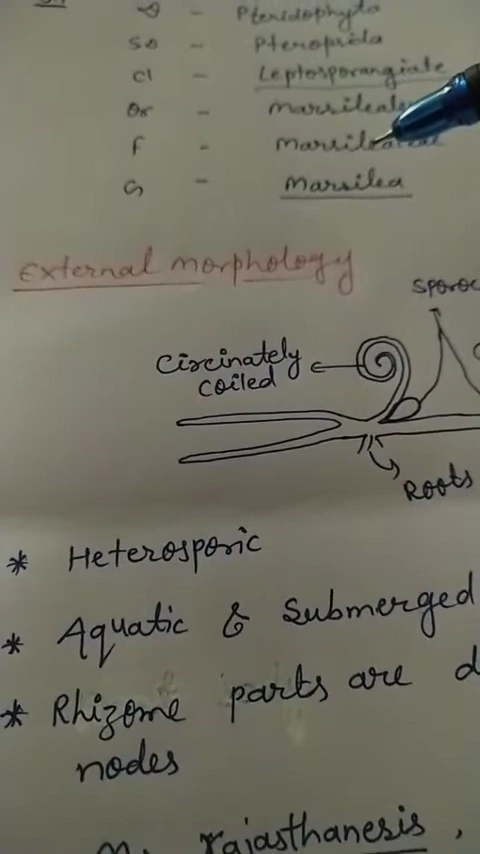 D - Pteridophyta
SD - Pteropsida
Cl - Leptosporangiate
Or - Marsileales
F - Marsileaceae
G - Marsilea
External morphology
Sporoc
Circinately
coiled
Roots
* Heterosporic
* Aquatic & Submerged
* Rhizome parts are d
nodes
M. rajasthanesis,